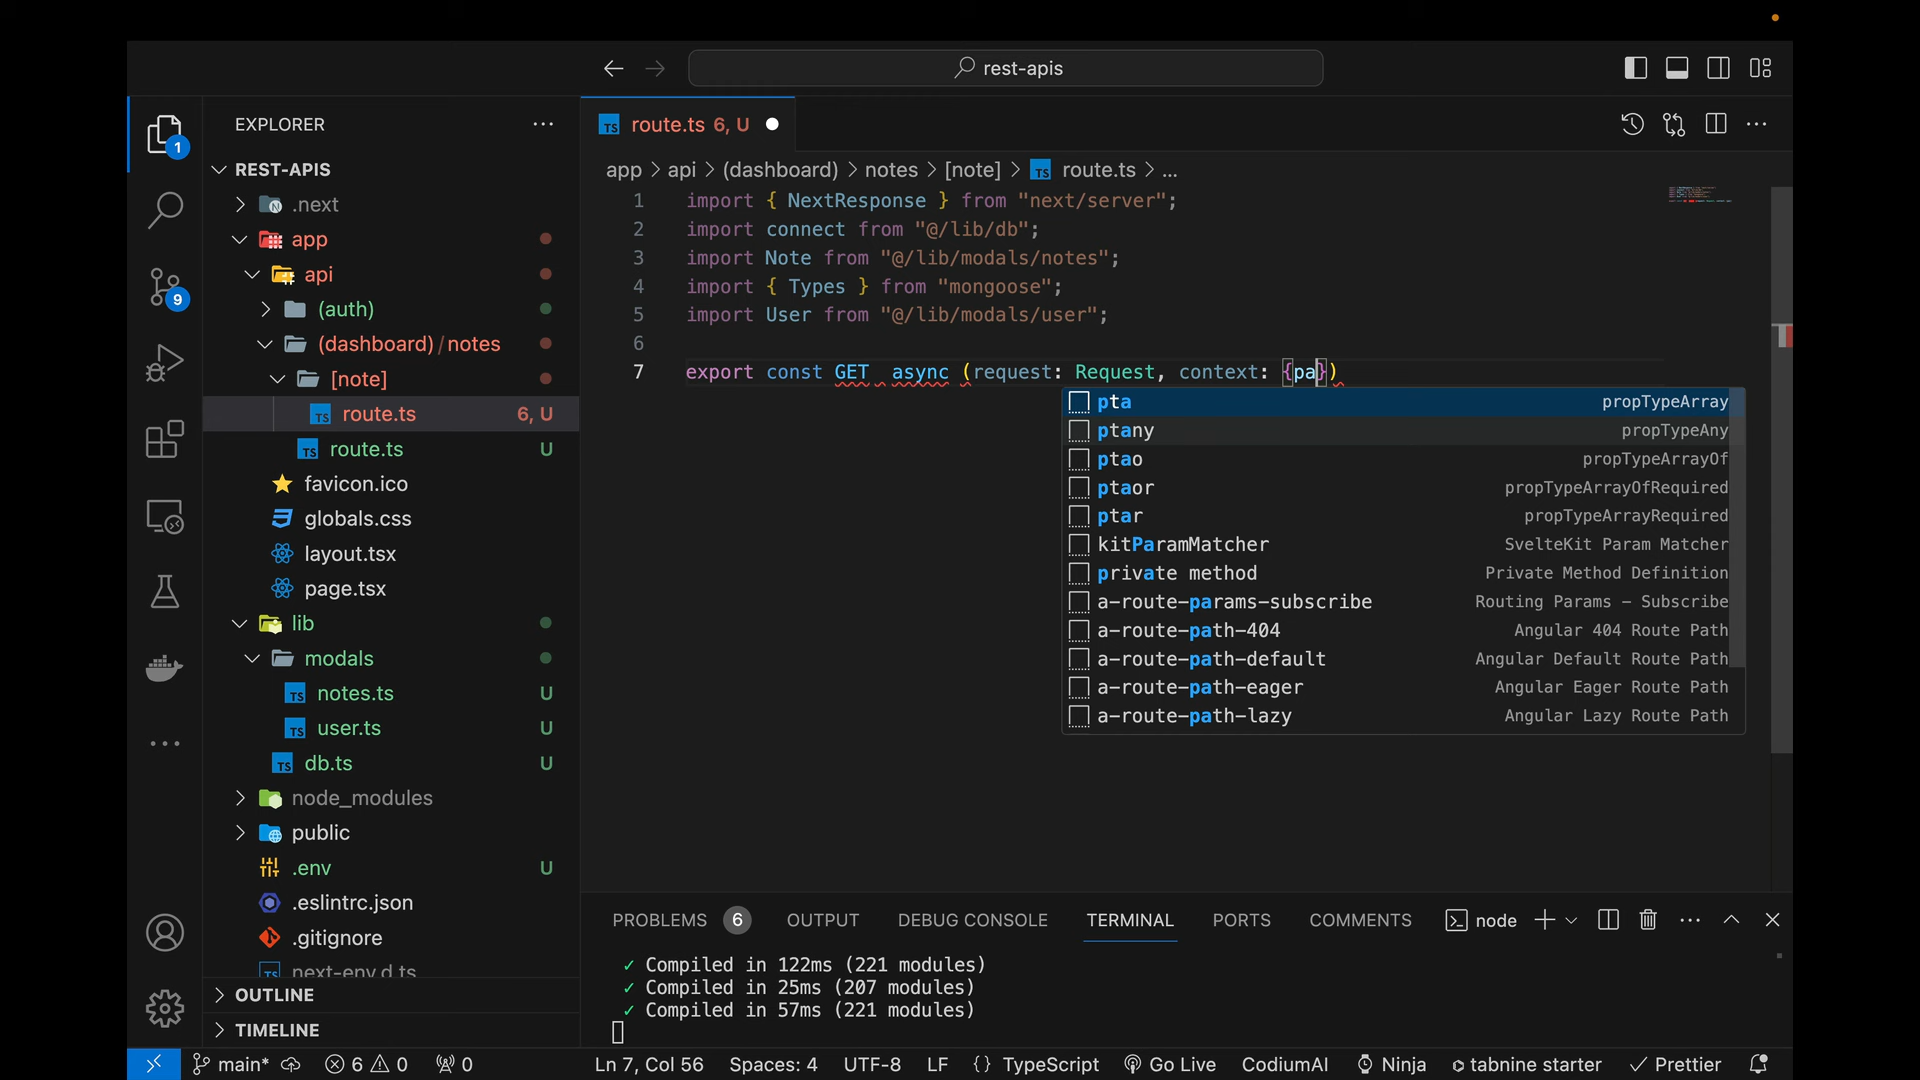 rest-apis
EXPLORER
REST-APIS
.next
app
api
(auth)
(dashboard)/notes
[note]
route.ts 6, U
route.ts U
favicon.ico
globals.css
layout.tsx
page.tsx
lib
modals
notes.ts U
user.ts U
db.ts U
node_modules
public
.env U
.eslintrc.json
.gitignore
next-env.d.ts
OUTLINE
TIMELINE
1
9
route.ts 6, U
app > api > (dashboard) > notes > [note] > route.ts > ...
1 import { NextResponse } from "next/server";
2 import connect from "@/lib/db";
3 import Note from "@/lib/modals/notes";
4 import { Types } from "mongoose";
5 import User from "@/lib/modals/user";
6
7 export const GET  async (request: Request, context: {pa})
pta propTypeArray
ptany propTypeAny
ptao propTypeArrayOf
ptaor propTypeArrayOfRequired
ptar propTypeArrayRequired
kitParamMatcher SvelteKit Param Matcher
private method Private Method Definition
a-route-params-subscribe Routing Params – Subscribe
a-route-path-404 Angular 404 Route Path
a-route-path-default Angular Default Route Path
a-route-path-eager Angular Eager Route Path
a-route-path-lazy Angular Lazy Route Path
PROBLEMS 6 OUTPUT DEBUG CONSOLE TERMINAL PORTS COMMENTS node
✓ Compiled in 122ms (221 modules)
✓ Compiled in 25ms (207 modules)
✓ Compiled in 57ms (221 modules)
main* 6 0 0 Ln 7, Col 56 Spaces: 4 UTF-8 LF {} TypeScript Go Live CodiumAI Ninja tabnine starter Prettier